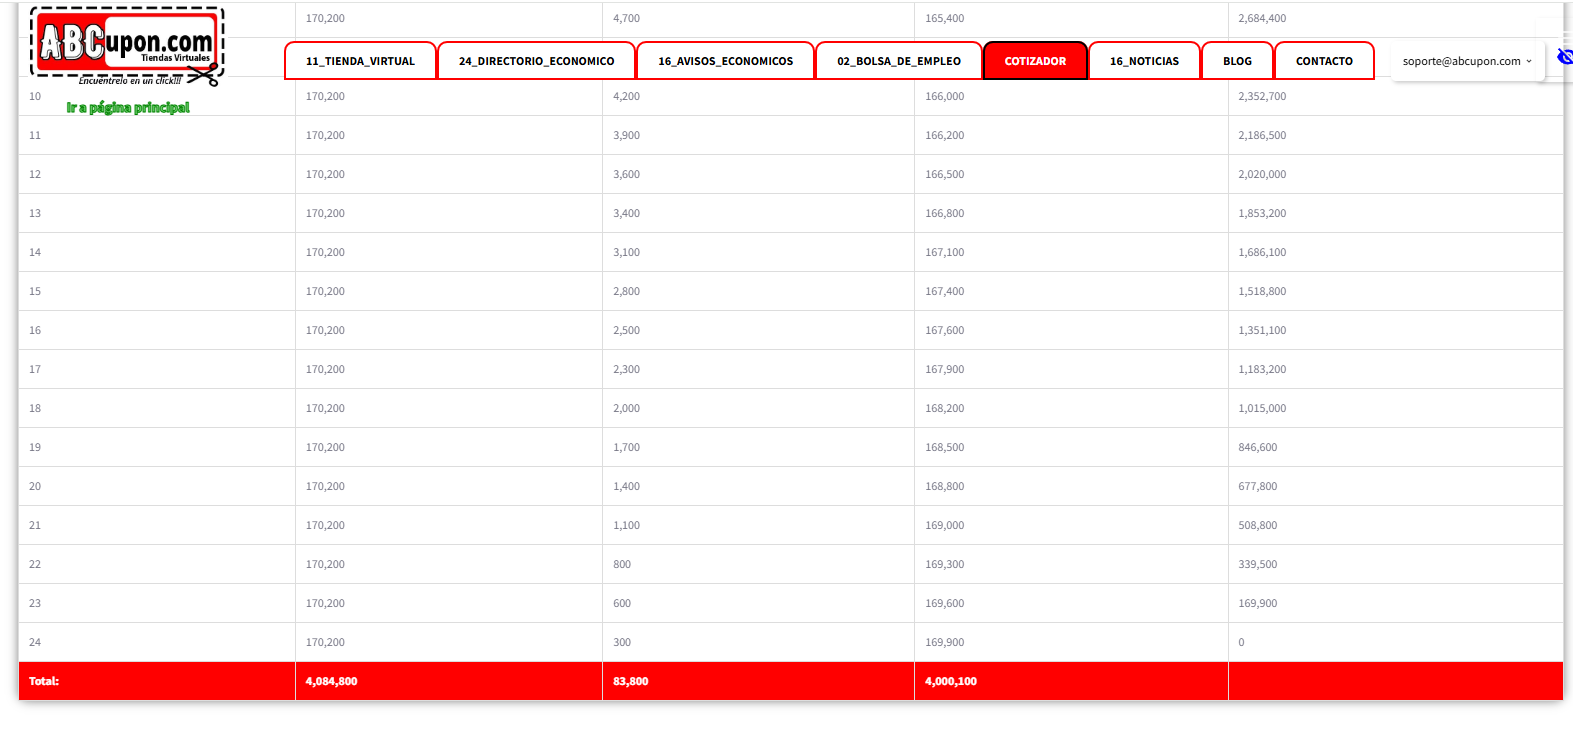 170,200 4,700 165,400 2,684,400
ABCupon.com
Tiendas Virtuales
Encuéntrelo en un click!!!
Ir a página principal
11_TIENDA_VIRTUAL 24_DIRECTORIO_ECONOMICO 16_AVISOS_ECONOMICOS 02_BOLSA_DE_EMPLEO COTIZADOR 16_NOTICIAS BLOG CONTACTO soporte@abcupon.com
10 170,200 4,200 166,000 2,352,700
11 170,200 3,900 166,200 2,186,500
12 170,200 3,600 166,500 2,020,000
13 170,200 3,400 166,800 1,853,200
14 170,200 3,100 167,100 1,686,100
15 170,200 2,800 167,400 1,518,800
16 170,200 2,500 167,600 1,351,100
17 170,200 2,300 167,900 1,183,200
18 170,200 2,000 168,200 1,015,000
19 170,200 1,700 168,500 846,600
20 170,200 1,400 168,800 677,800
21 170,200 1,100 169,000 508,800
22 170,200 800 169,300 339,500
23 170,200 600 169,600 169,900
24 170,200 300 169,900 0
Total: 4,084,800 83,800 4,000,100